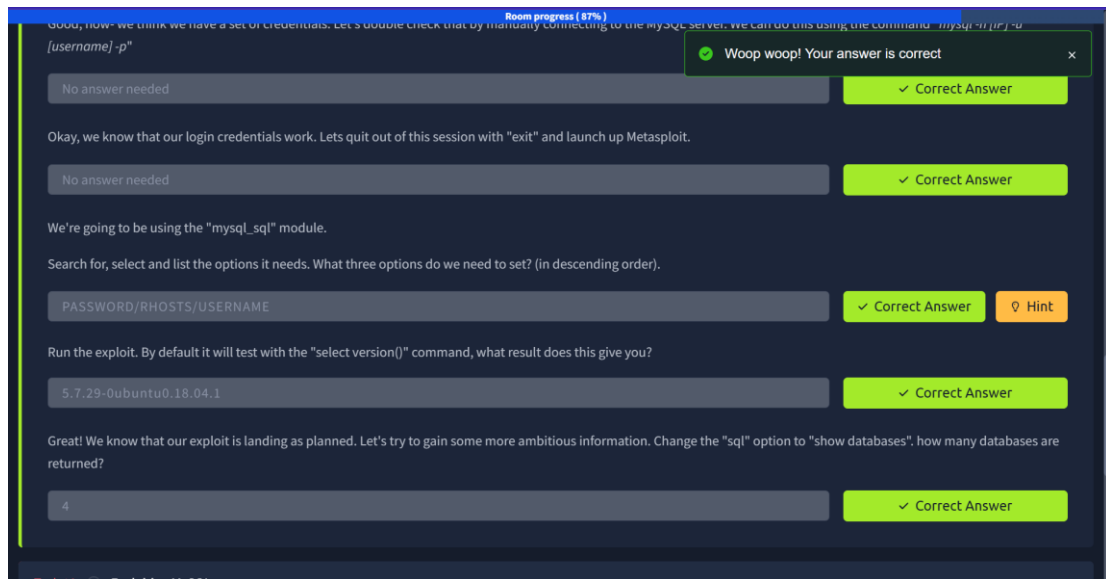 Room progress ( 87% )
Good, now- we think we have a set of credentials. Let's double check that by manually connecting to the MySQL server. We can do this using the command "mysql -h [IP] -u
[username] -p"
Woop woop! Your answer is correct
No answer needed
Correct Answer
Okay, we know that our login credentials work. Lets quit out of this session with "exit" and launch up Metasploit.
No answer needed
Correct Answer
We're going to be using the "mysql_sql" module.
Search for, select and list the options it needs. What three options do we need to set? (in descending order).
PASSWORD/RHOSTS/USERNAME
Correct Answer
Hint
Run the exploit. By default it will test with the "select version()" command, what result does this give you?
5.7.29-0ubuntu0.18.04.1
Correct Answer
Great! We know that our exploit is landing as planned. Let's try to gain some more ambitious information. Change the "sql" option to "show databases". how many databases are
returned?
4
Correct Answer